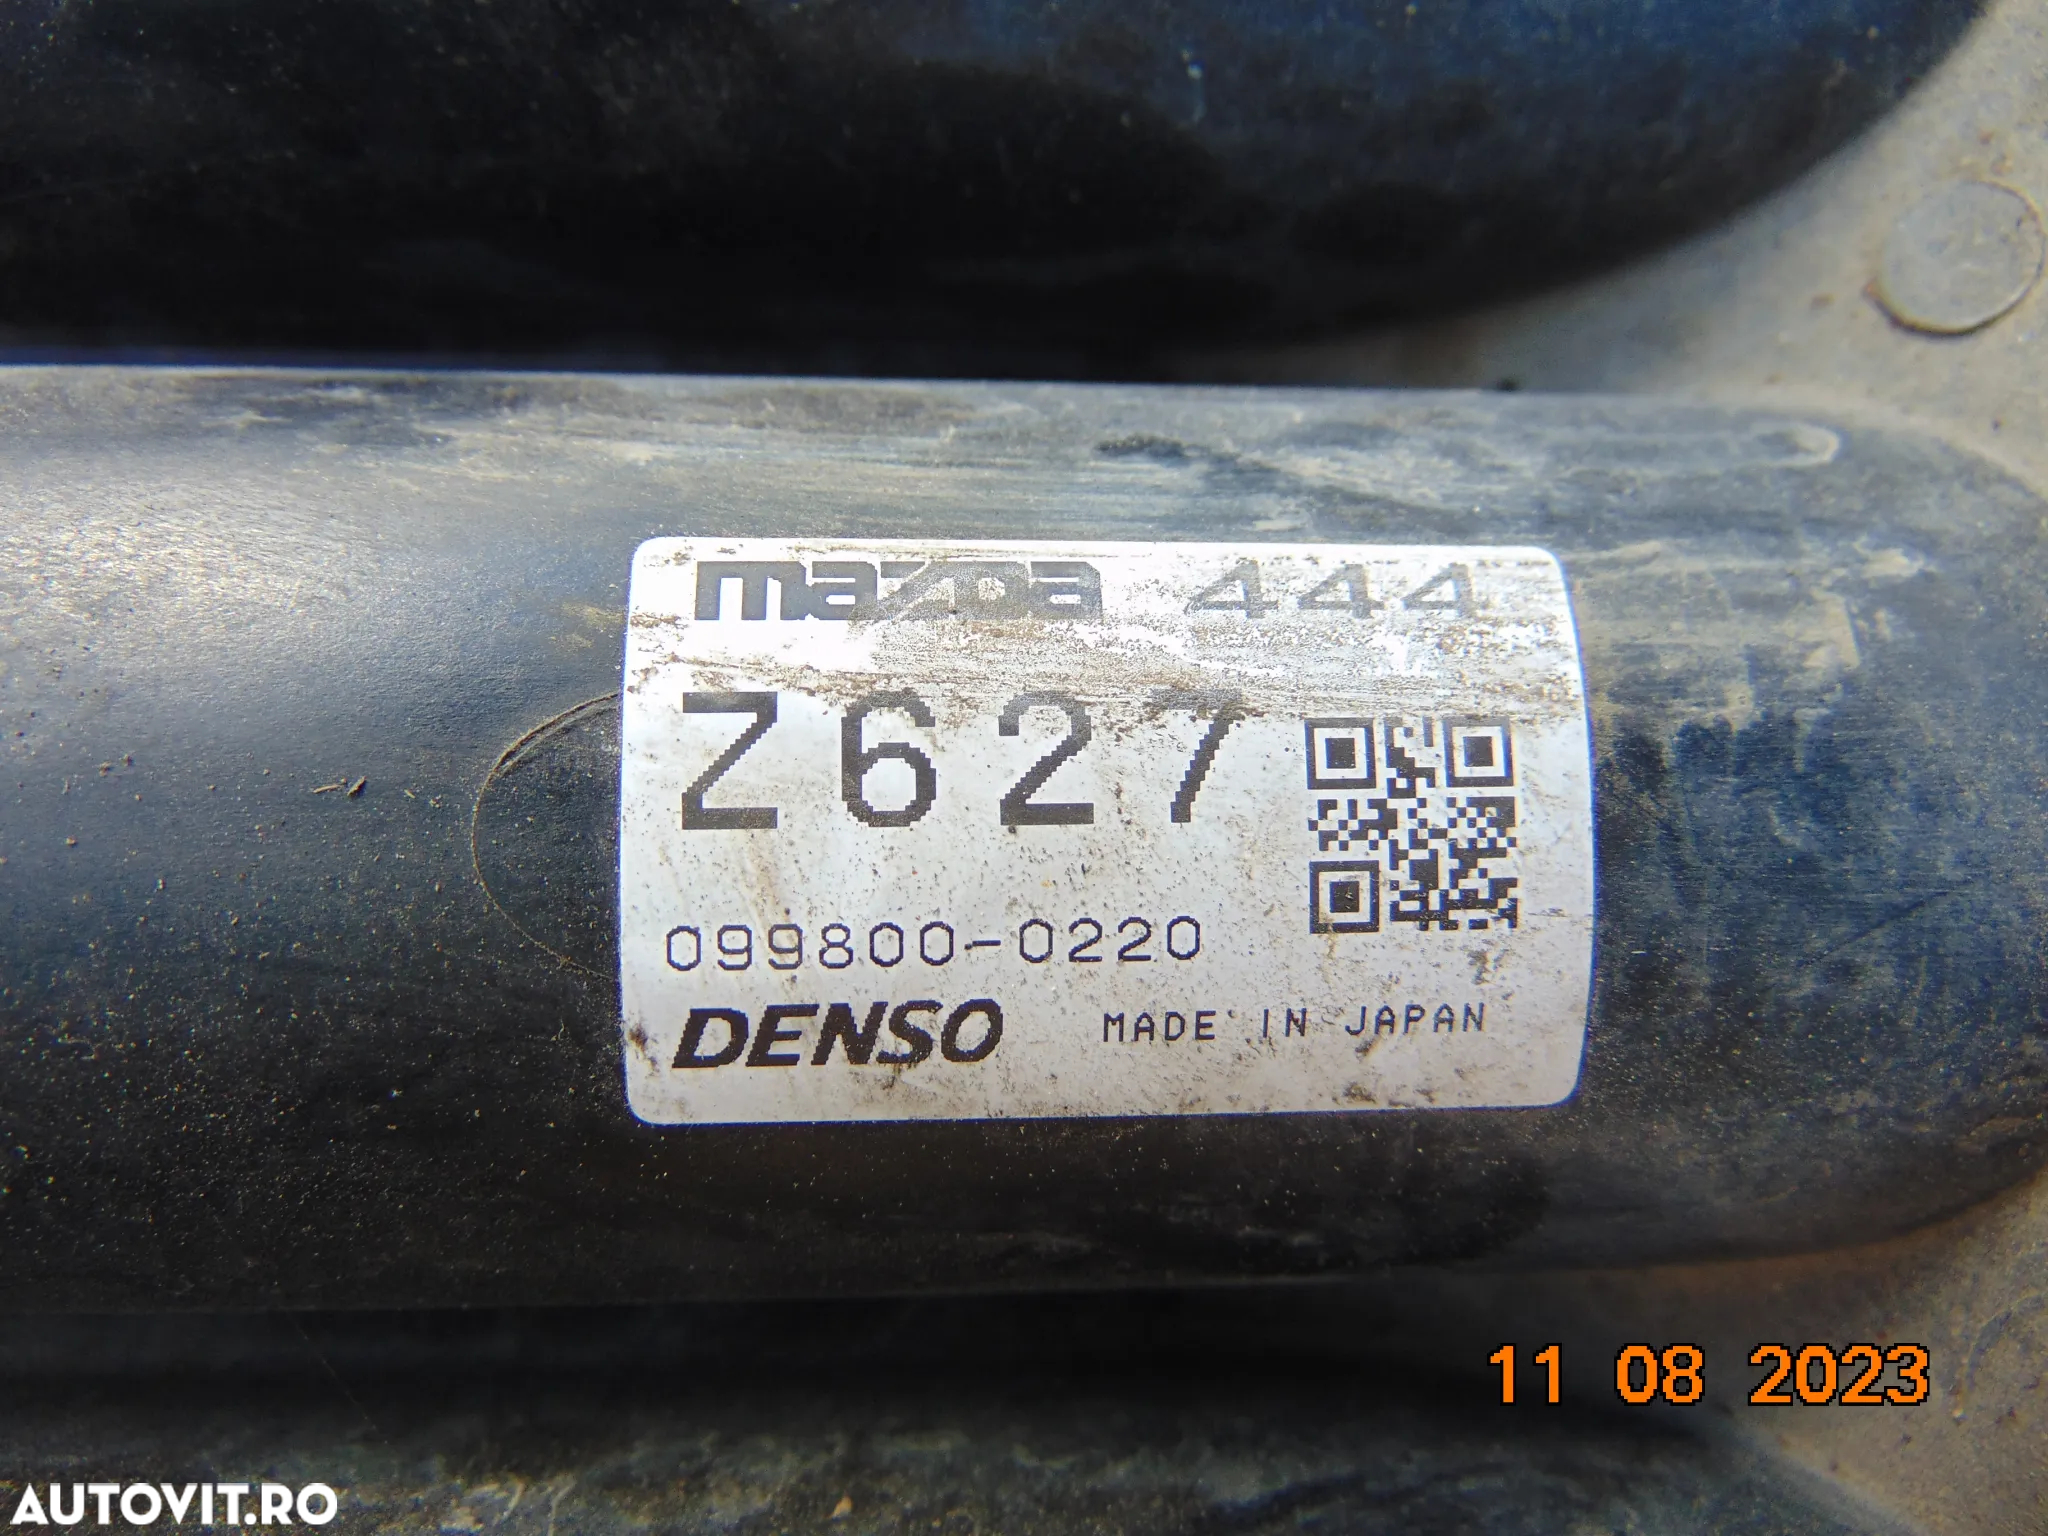 mazda 444
Z627
099800-0220
DENSO MADE IN JAPAN
11 08 2023
AUTOVIT.RO